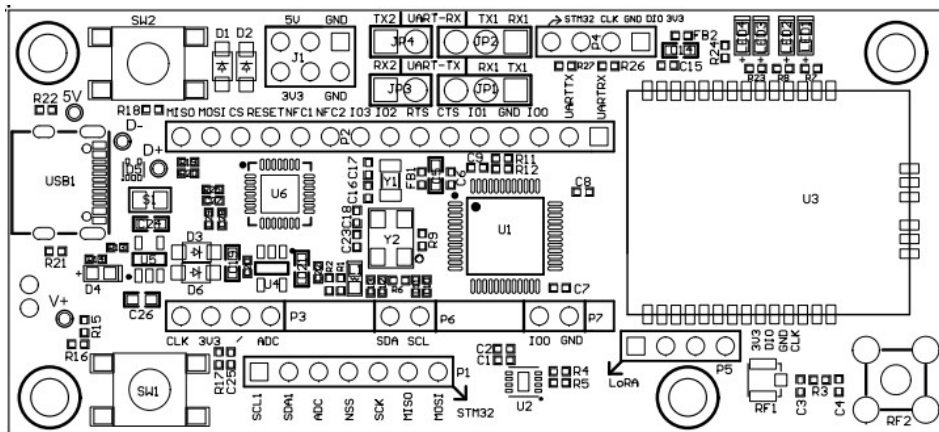 SW2
D1 D2
5V GND
J1
3V3 GND
TX2 UART-RX TX1 RX1
JP4 JP2
RX2 UART-TX RX1 TX1
JP3 JP1
STM32 CLK GND DIO 3V3
P4
FB2
C14
C15
R24
R27 R26
UARTTX
UARTRX
LED4
LED3
LED2
LED1
R23 R8 R7
R22 5V
R18
MISO MOSI CS RESET NFC1 NFC2 IO3 IO2 RTS CTS IO1 GND IO0
P2
D-
D+
D5
USB1
S1
C24
U5
R21
D4
U6
D3
D6
U4
C17
C16
Y1
FB1
C6
C9 R11
R12
C8
C18
C23
Y2
R9
U1
U3
R2
R1
R6
C7
V+
C26
R15
R16
P3
CLK 3V3 / ADC
P6
SDA SCL
P7
IO0 GND
SW1
R17
C25
P1
SCL1
SDA1
ADC
NSS
SCK
MISO
MOSI
STM32
C2
C1
U2
R4
R5
LoRA
P5
3V3
DIO
GND
CLK
RF1
C3
R3
C4
RF2